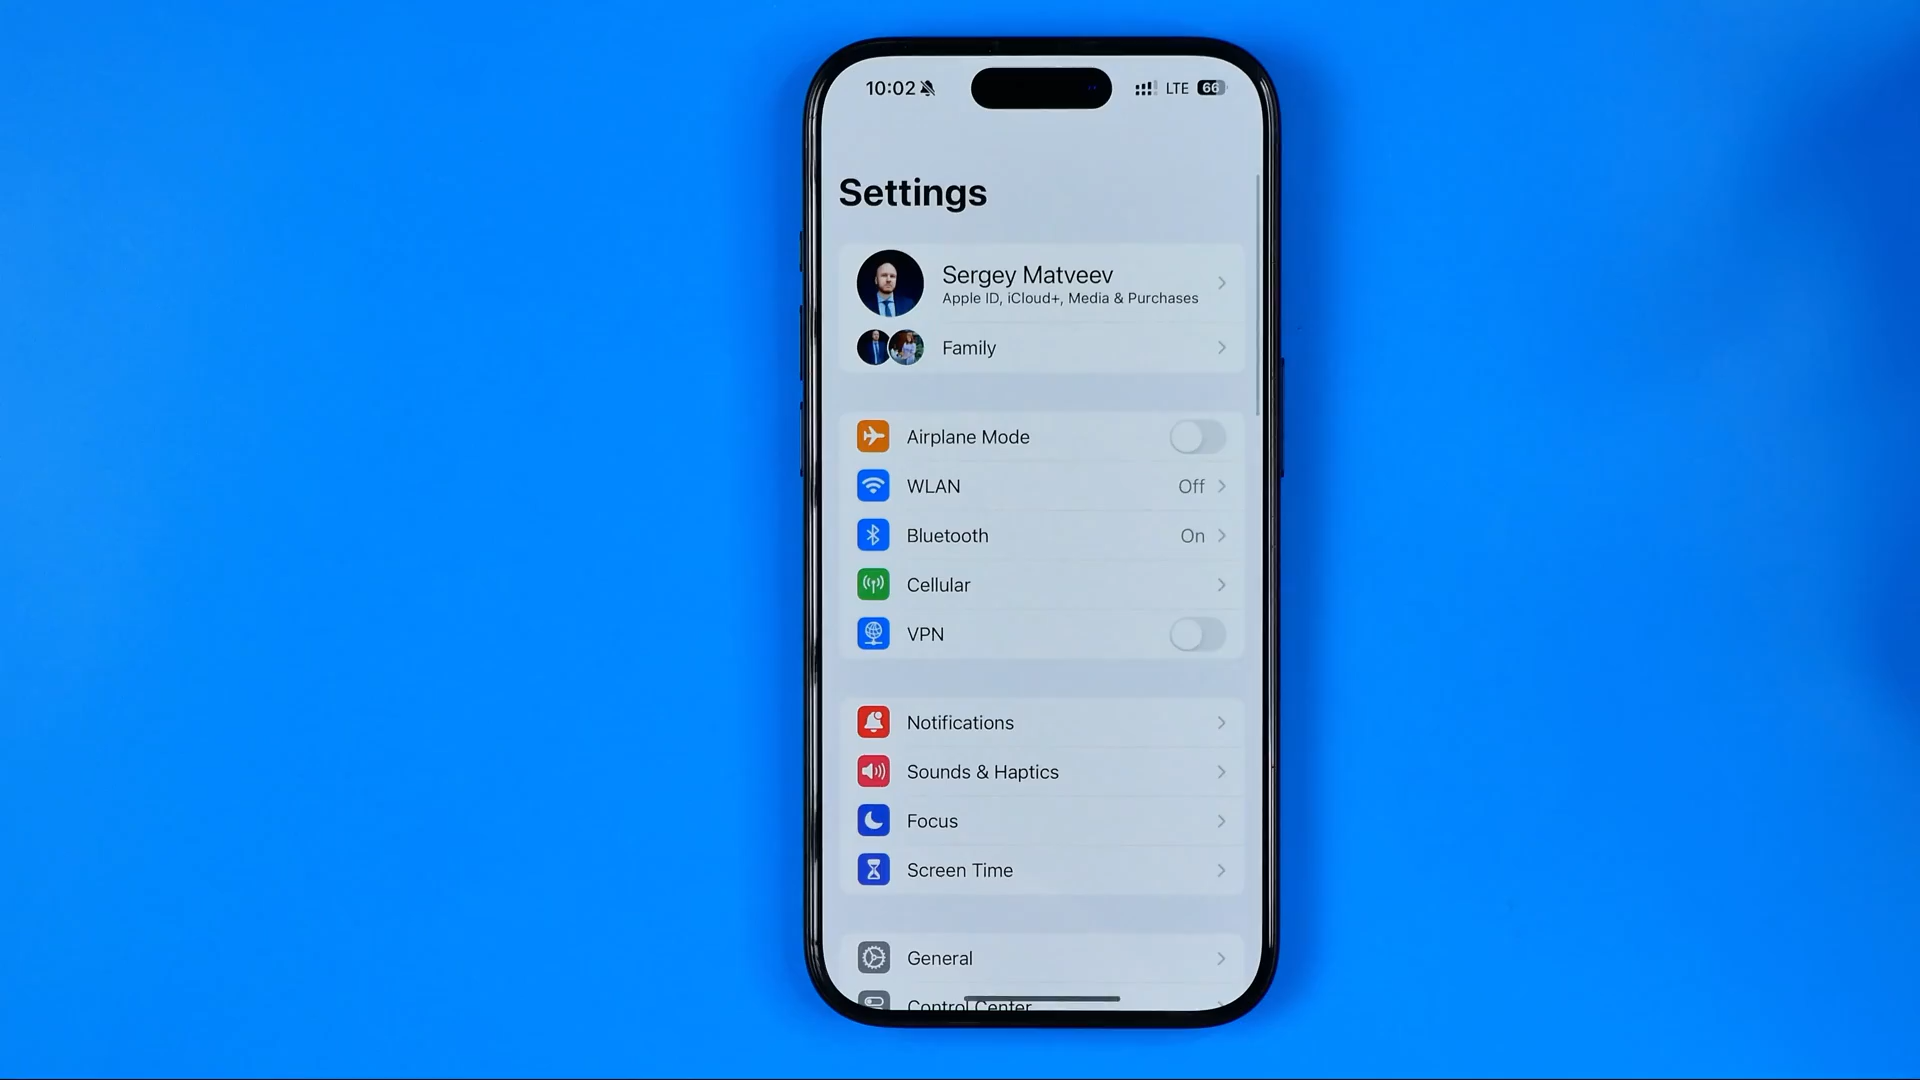 10:02
LTE 66
Settings
Sergey Matveev
Apple ID, iCloud+, Media & Purchases
Family
Airplane Mode
WLAN Off
Bluetooth On
Cellular
VPN
Notifications
Sounds & Haptics
Focus
Screen Time
General
Control Center